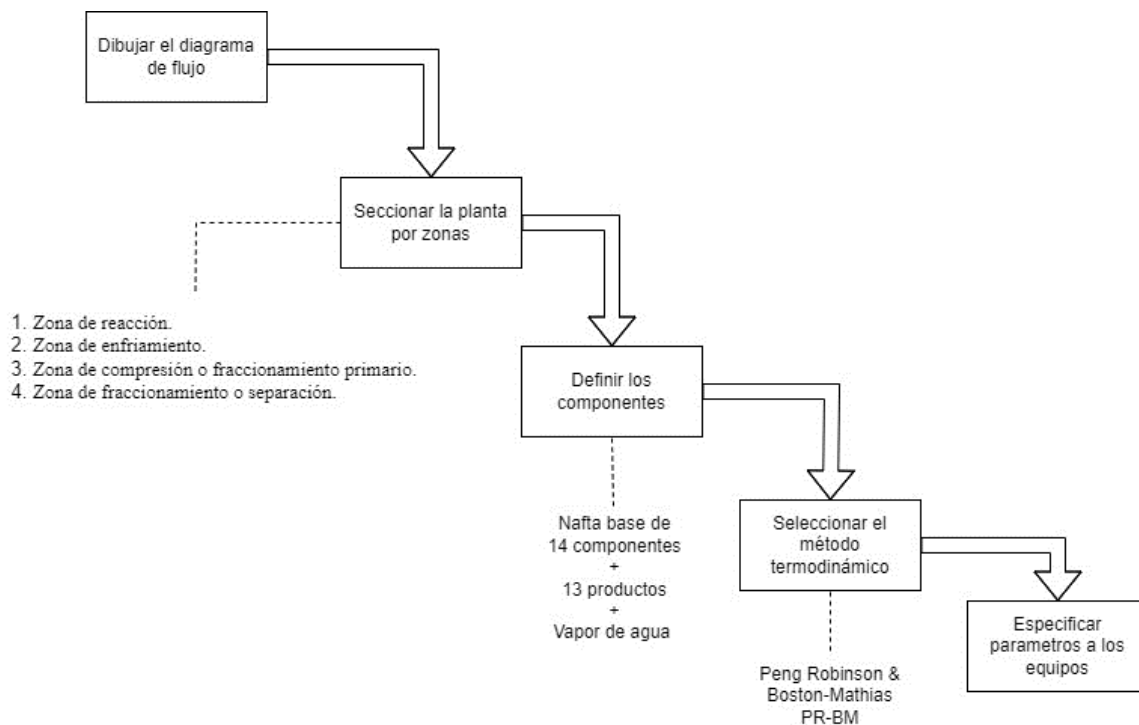 Dibujar el diagrama
de flujo
Seccionar la planta
por zonas
1. Zona de reacción.
2. Zona de enfriamiento.
3. Zona de compresión o fraccionamiento primario.
4. Zona de fraccionamiento o separación.
Definir los
componentes
Nafta base de
14 componentes
+
13 productos
+
Vapor de agua
Seleccionar el
método
termodinámico
Peng Robinson &
Boston-Mathias
PR-BM
Especificar
parametros a los
equipos